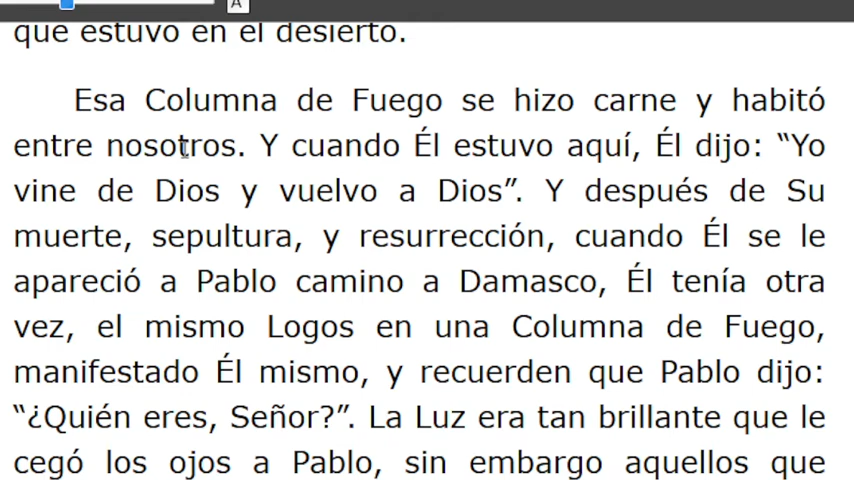 A
que estuvo en el desierto.
Esa Columna de Fuego se hizo carne y habitó
entre nosotros. Y cuando Él estuvo aquí, Él dijo: “Yo
vine de Dios y vuelvo a Dios”. Y después de Su
muerte, sepultura, y resurrección, cuando Él se le
apareció a Pablo camino a Damasco, Él tenía otra
vez, el mismo Logos en una Columna de Fuego,
manifestado Él mismo, y recuerden que Pablo dijo:
“¿Quién eres, Señor?”. La Luz era tan brillante que le
cegó los ojos a Pablo, sin embargo aquellos que